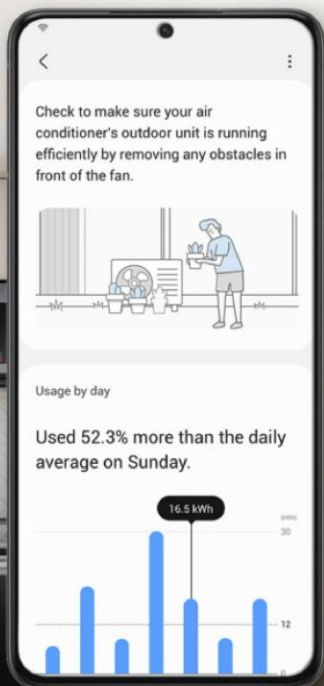 Check to make sure your air
conditioner's outdoor unit is running
efficiently by removing any obstacles in
front of the fan.
Usage by day
Used 52.3% more than the daily
average on Sunday.
16.5 kWh
30
12
0